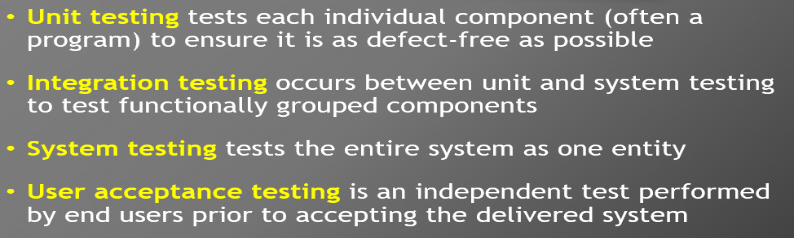 • Unit testing tests each individual component (often a
program) to ensure it is as defect-free as possible
• Integration testing occurs between unit and system testing
to test functionally grouped components
• System testing tests the entire system as one entity
• User acceptance testing is an independent test performed
by end users prior to accepting the delivered system